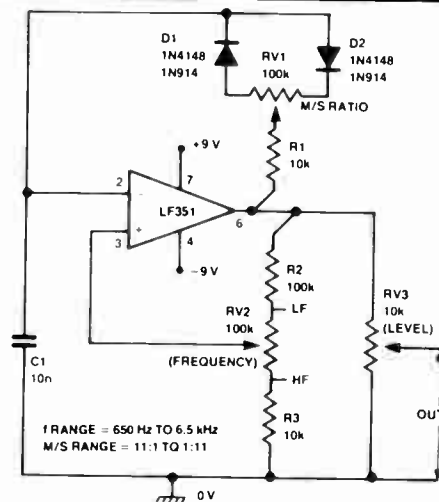 D1
1N4148
1N914
RV1
100k
D2
1N4148
1N914
M/S RATIO
R1
10k
+9 V
2
-
7
LF351
6
3
+
4
-9 V
R2
100k
LF
RV2
100k
(FREQUENCY)
HF
R3
10k
RV3
10k
(LEVEL)
C1
10n
OUT
f RANGE = 650 Hz TO 6.5 kHz
M/S RANGE = 11:1 TO 1:11
0 V